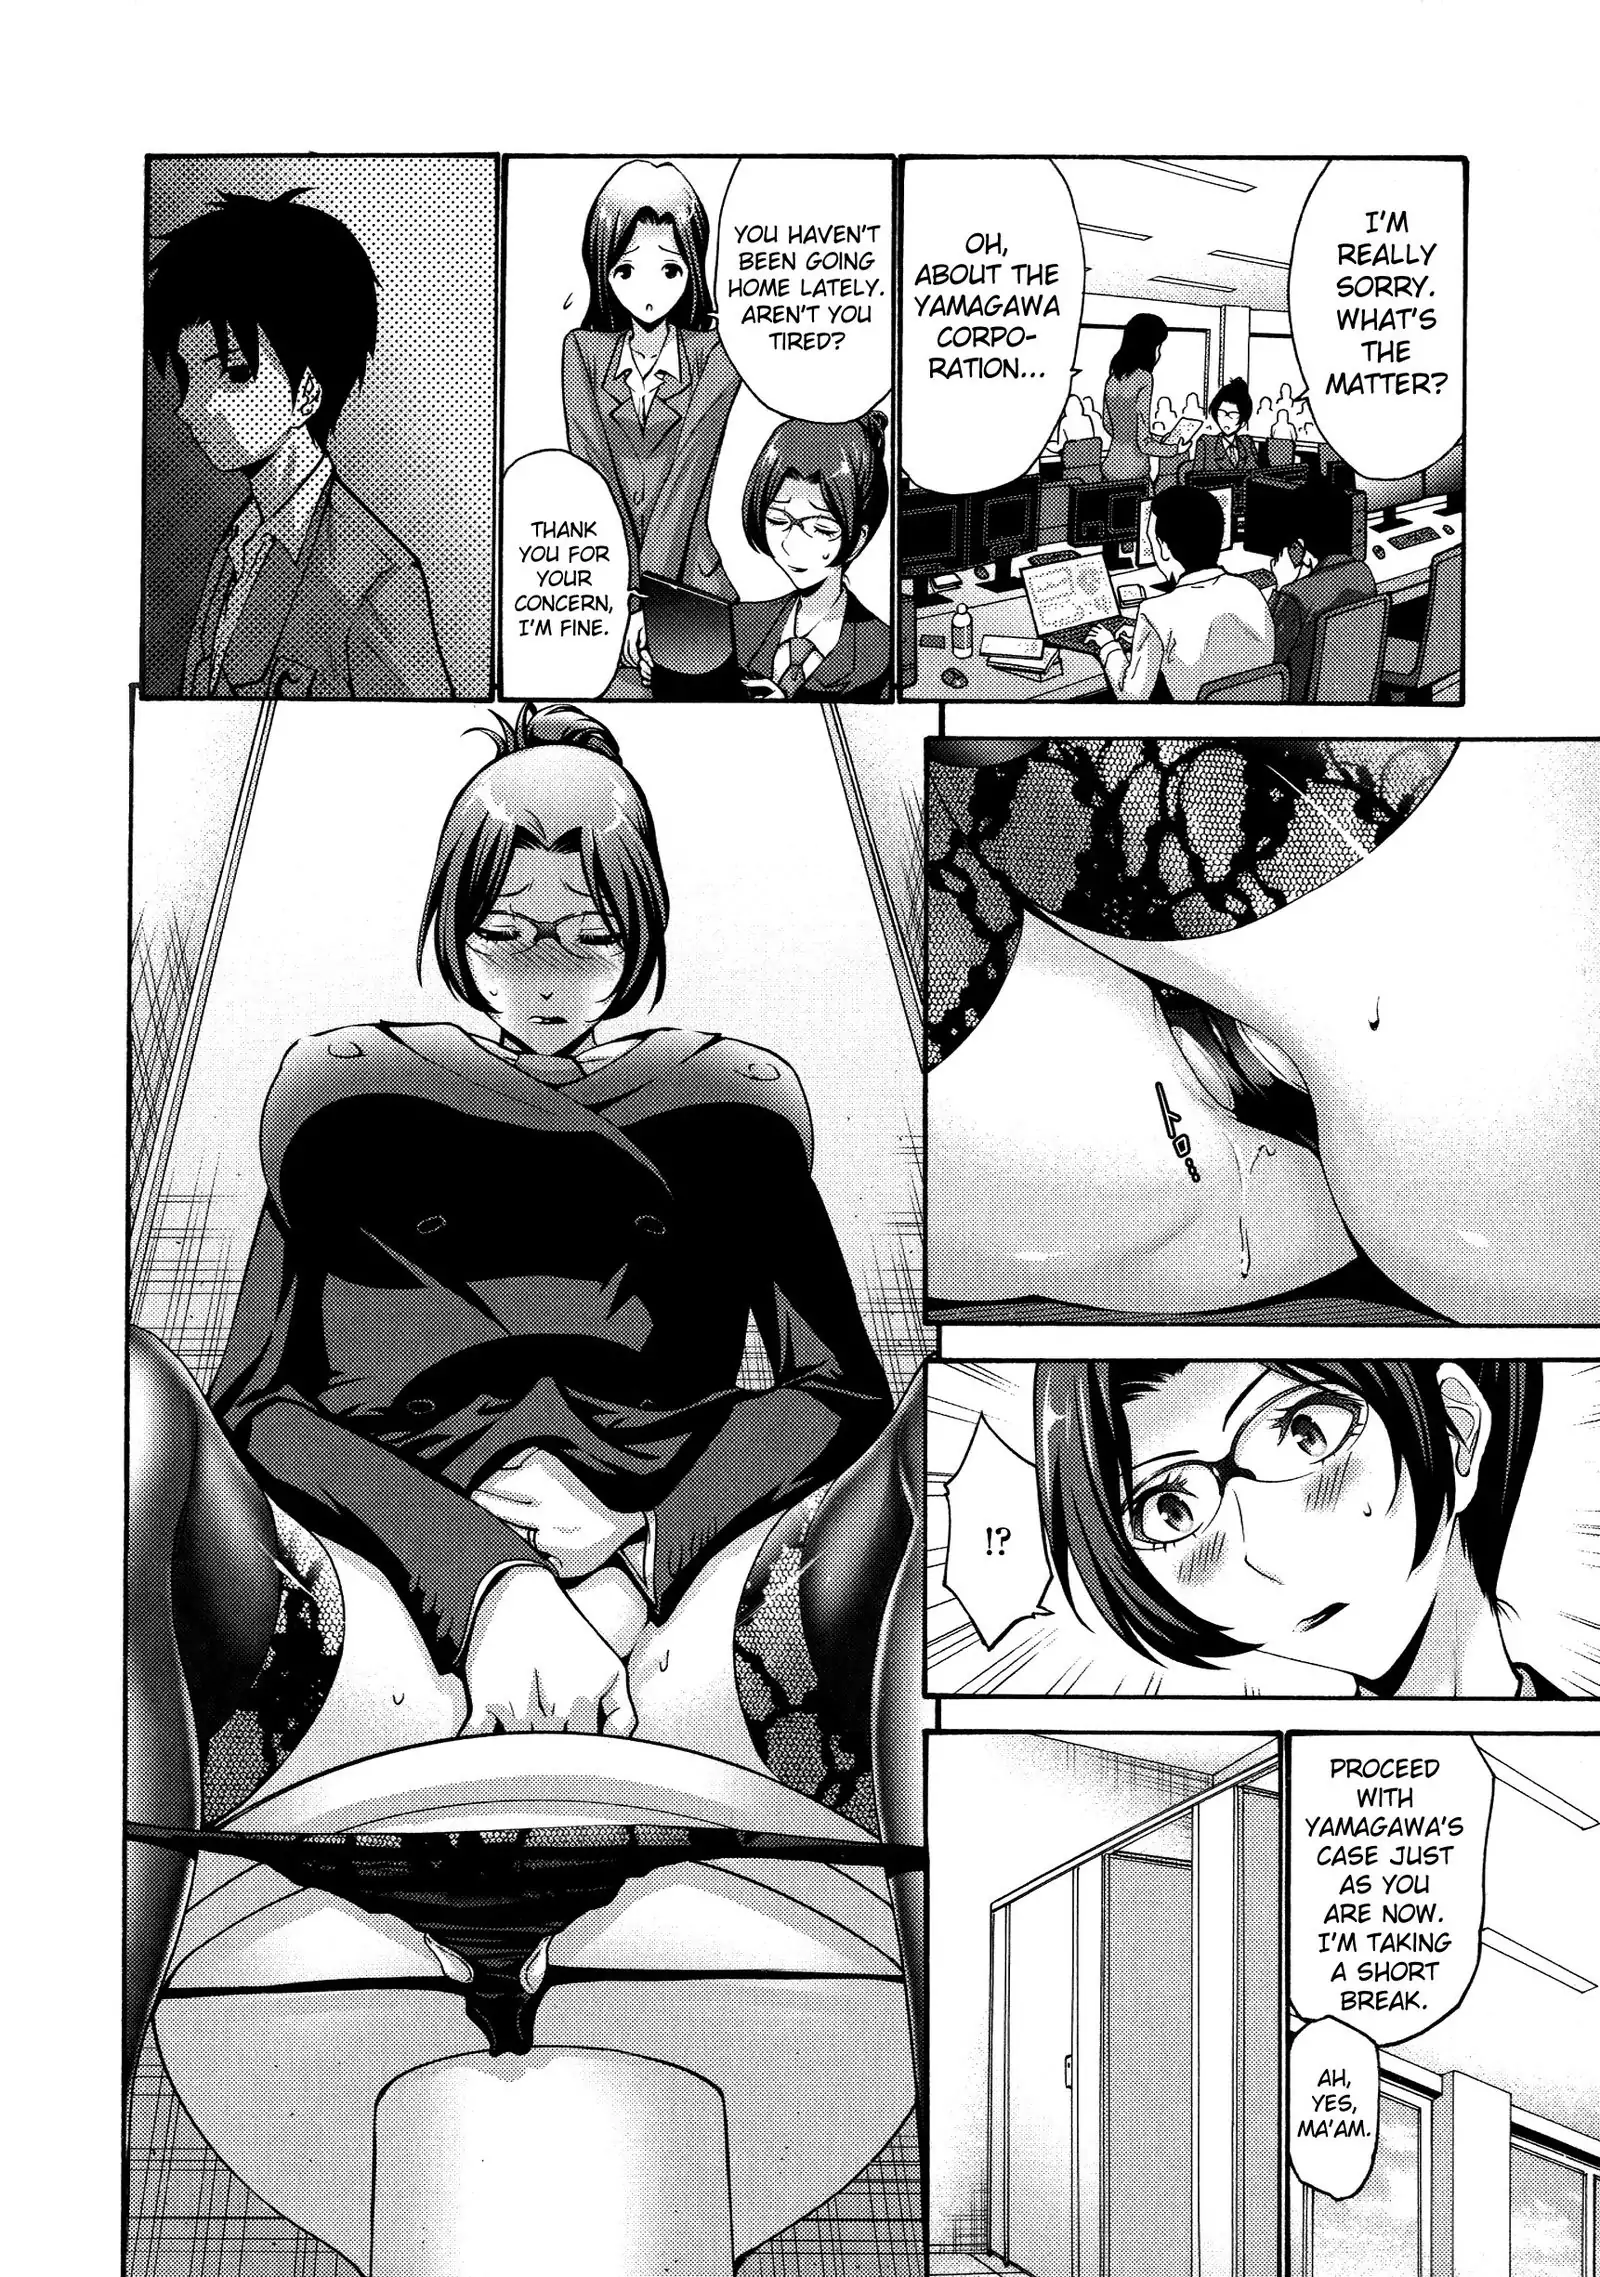 I'M
REALLY
SORRY.
WHAT'S
THE
MATTER?
OH,
ABOUT THE
YAMAGAWA
CORPO-
RATION...
YOU HAVEN'T
BEEN GOING
HOME LATELY.
AREN'T YOU
TIRED?
THANK
YOU FOR
YOUR
CONCERN,
I'M FINE.
トロ…
!?
PROCEED
WITH
YAMAGAWA'S
CASE JUST
AS YOU
ARE NOW.
I'M TAKING
A SHORT
BREAK.
AH,
YES,
MA'AM.